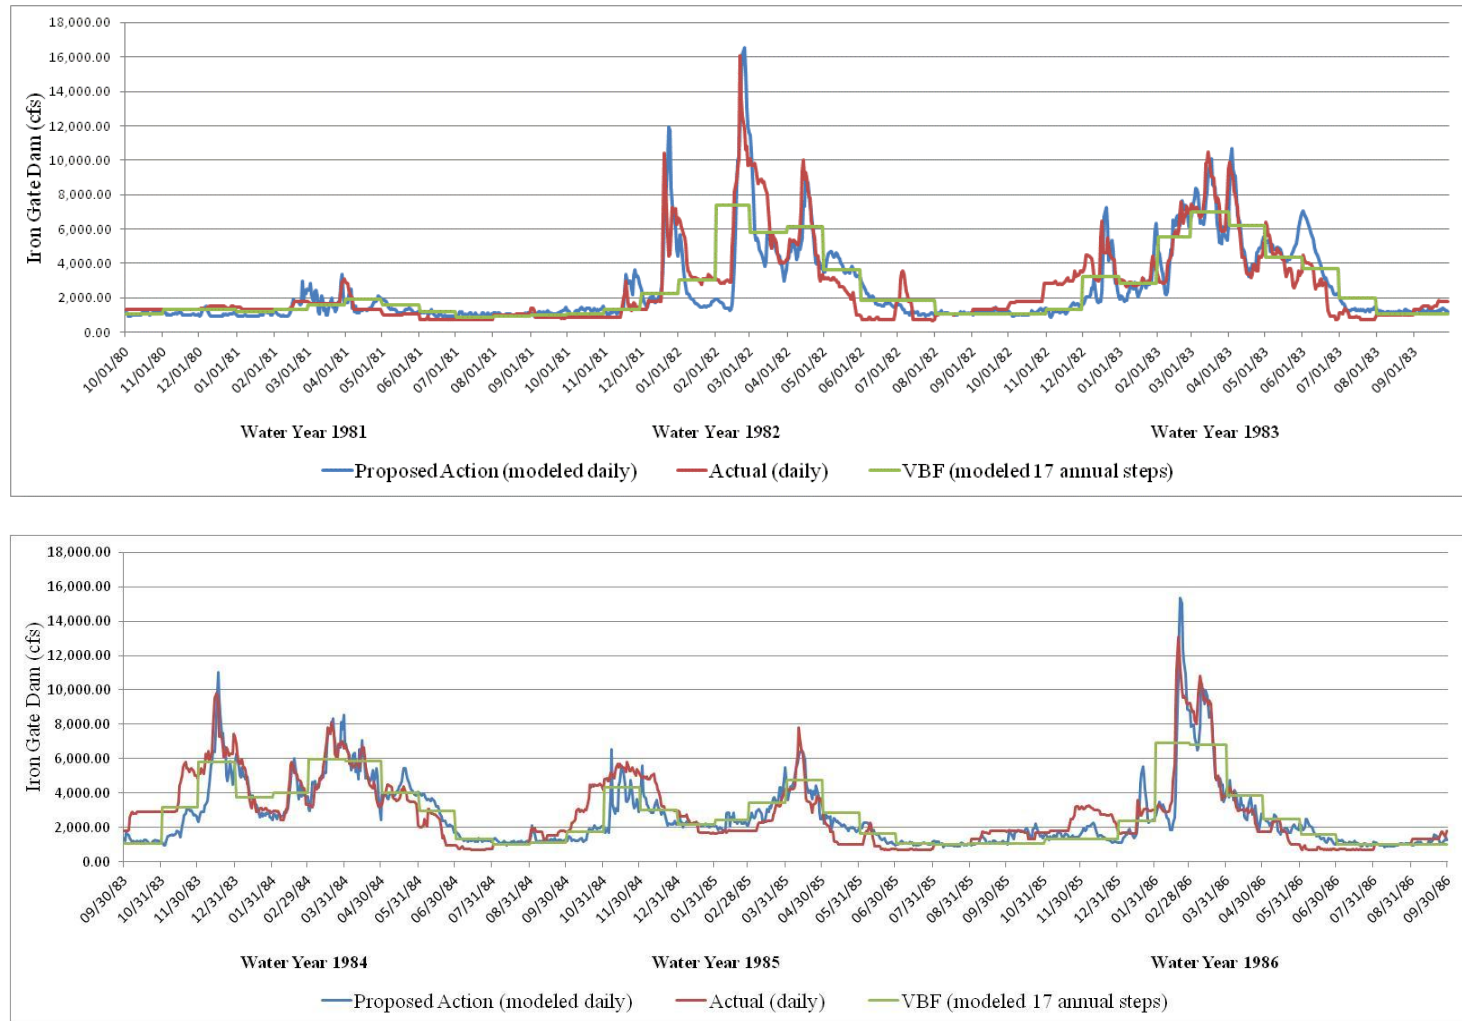 18,000.00
16,000.00
14,000.00
12,000.00
10,000.00
8,000.00
6,000.00
4,000.00
2,000.00
0.00
Iron Gate Dam (cfs)
10/01/80 11/01/80 12/01/80 01/01/81 02/01/81 03/01/81 04/01/81 05/01/81 06/01/81 07/01/81 08/01/81 09/01/81 10/01/81 11/01/81 12/01/81 01/01/82 02/01/82 03/01/82 04/01/82 05/01/82 06/01/82 07/01/82 08/01/82 09/01/82 10/01/82 11/01/82 12/01/82 01/01/83 02/01/83 03/01/83 04/01/83 05/01/83 06/01/83 07/01/83 08/01/83 09/01/83
Water Year 1981 Water Year 1982 Water Year 1983
Proposed Action (modeled daily) Actual (daily) VBF (modeled 17 annual steps)
18,000.00
16,000.00
14,000.00
12,000.00
10,000.00
8,000.00
6,000.00
4,000.00
2,000.00
0.00
Iron Gate Dam (cfs)
09/30/83 10/31/83 11/30/83 12/31/83 01/31/84 02/29/84 03/31/84 04/30/84 05/31/84 06/30/84 07/31/84 08/31/84 09/30/84 10/31/84 11/30/84 12/31/84 01/31/85 02/28/85 03/31/85 04/30/85 05/31/85 06/30/85 07/31/85 08/31/85 09/30/85 10/31/85 11/30/85 12/31/85 01/31/86 02/28/86 03/31/86 04/30/86 05/31/86 06/30/86 07/31/86 08/31/86 09/30/86
Water Year 1984 Water Year 1985 Water Year 1986
Proposed Action (modeled daily) Actual (daily) VBF (modeled 17 annual steps)